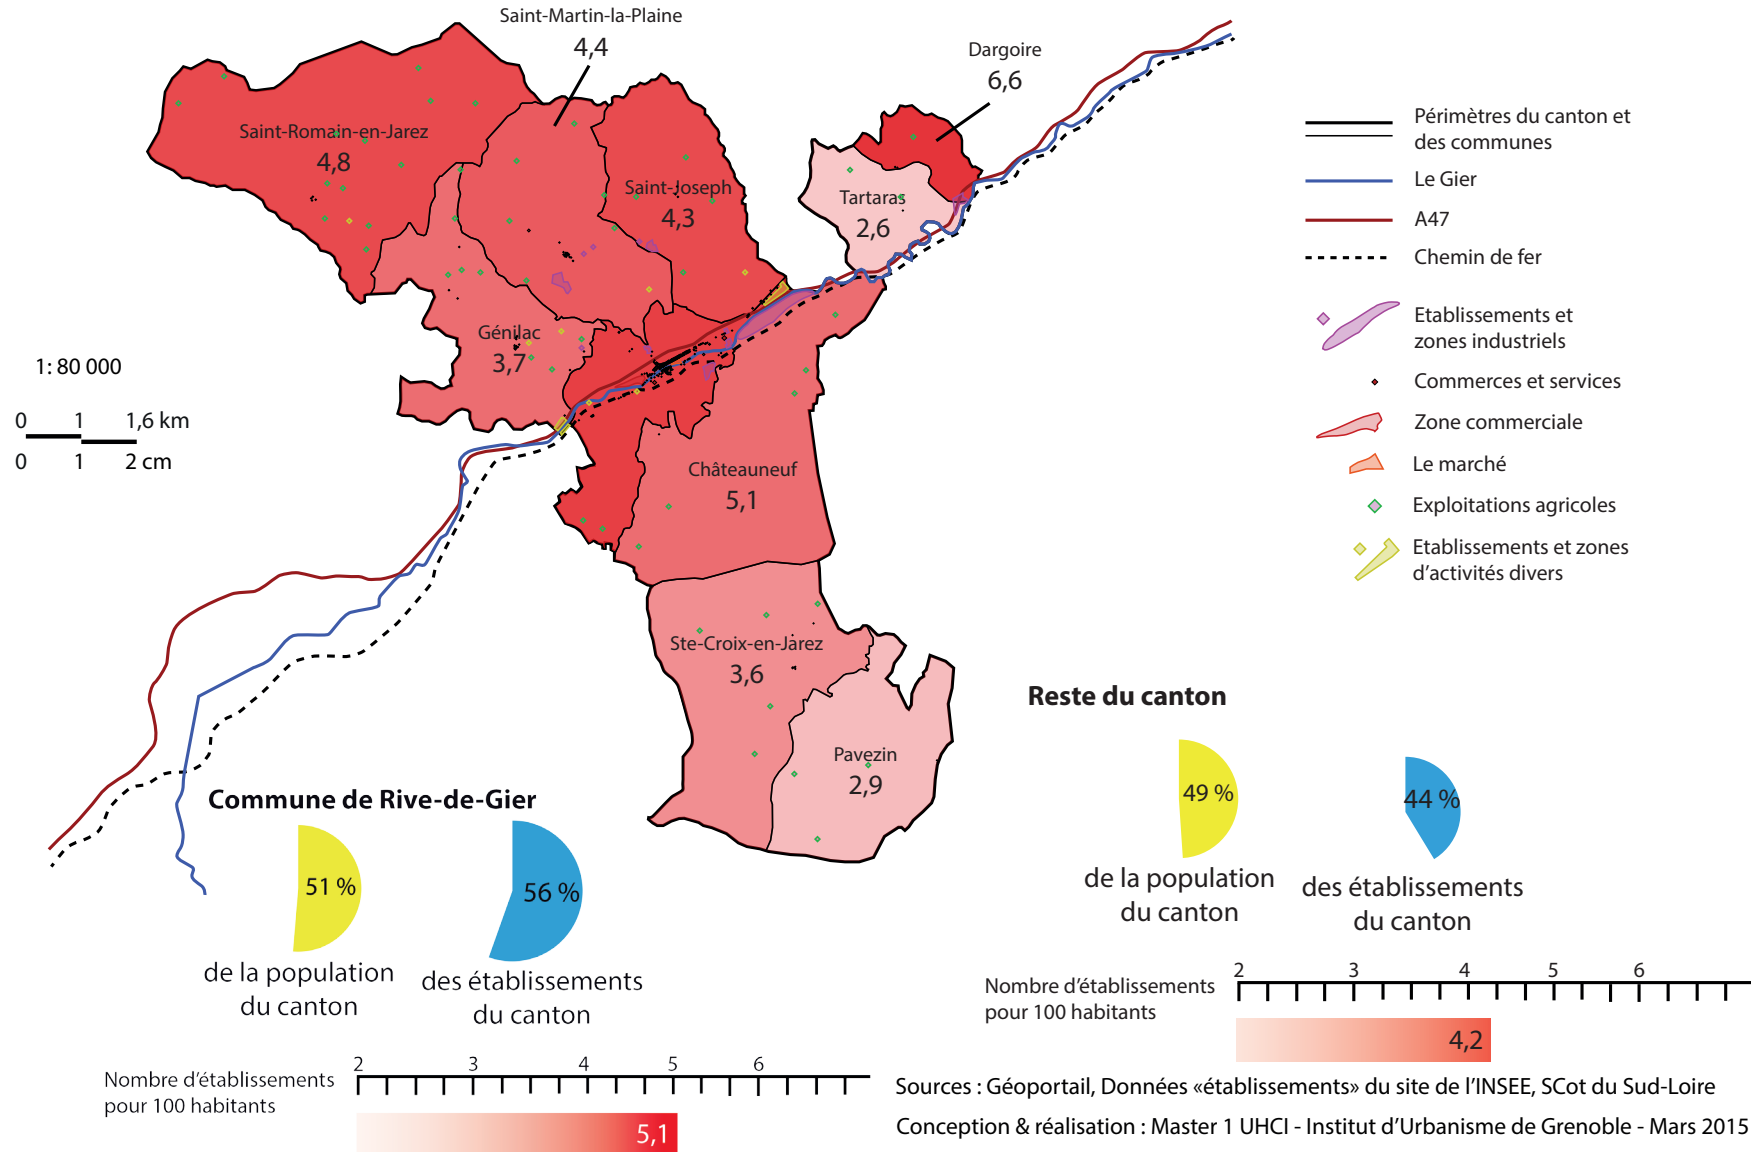 Saint-Martin-la-Plaine
4,4
Dargoire
6,6
Saint-Romain-en-Jarez
4,8
Saint-Joseph
4,3
Tartaras
2,6
Génilac
3,7
Châteauneuf
5,1
Ste-Croix-en-Jarez
3,6
Pavezin
2,9
1: 80 000
0 1 1,6 km
0 1 2 cm
Périmètres du canton et
des communes
Le Gier
A47
Chemin de fer
Etablissements et
zones industriels
Commerces et services
Zone commerciale
Le marché
Exploitations agricoles
Etablissements et zones
d’activités divers
Commune de Rive-de-Gier
51 %
de la population
du canton
56 %
des établissements
du canton
Nombre d’établissements
pour 100 habitants
2 3 4 5 6
5,1
Reste du canton
49 %
de la population
du canton
44 %
des établissements
du canton
Nombre d’établissements
pour 100 habitants
2 3 4 5 6
4,2
Sources : Géoportail, Données «établissements» du site de l’INSEE, SCot du Sud-Loire
Conception & réalisation : Master 1 UHCI - Institut d’Urbanisme de Grenoble - Mars 2015